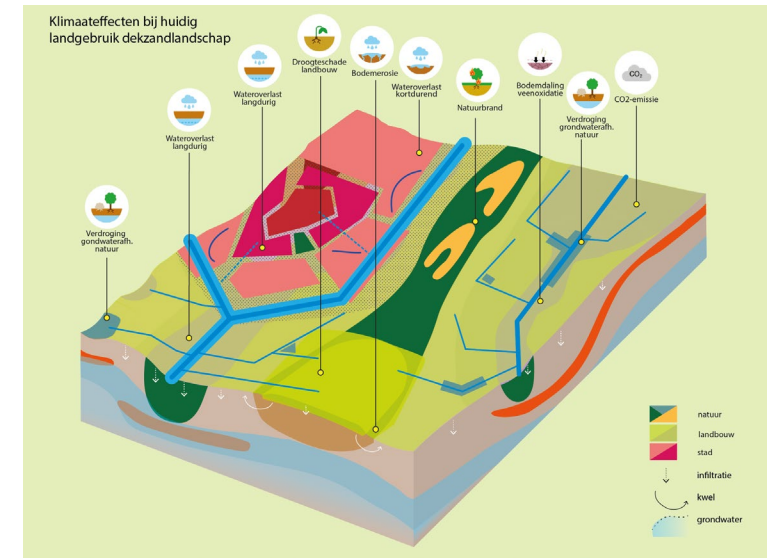 Klimaateffecten bij huidig
landgebruik dekzandlandschap
Droogteschade
landbouw
Bodemerosie
Wateroverlast
kortdurend
Wateroverlast
langdurig
Wateroverlast
langdurig
Natuurbrand
Bodemdaling
veenoxidatie
CO₂
CO2-emissie
Verdroging
grondwaterafh.
natuur
Verdroging
gondwaterafh.
natuur
natuur
landbouw
stad
infiltratie
kwel
grondwater